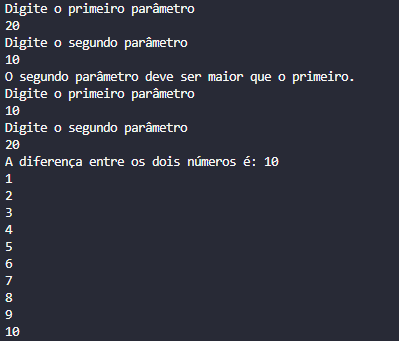 Digite o primeiro parâmetro
20
Digite o segundo parâmetro
10
O segundo parâmetro deve ser maior que o primeiro.
Digite o primeiro parâmetro
10
Digite o segundo parâmetro
20
A diferença entre os dois números é: 10
1
2
3
4
5
6
7
8
9
10